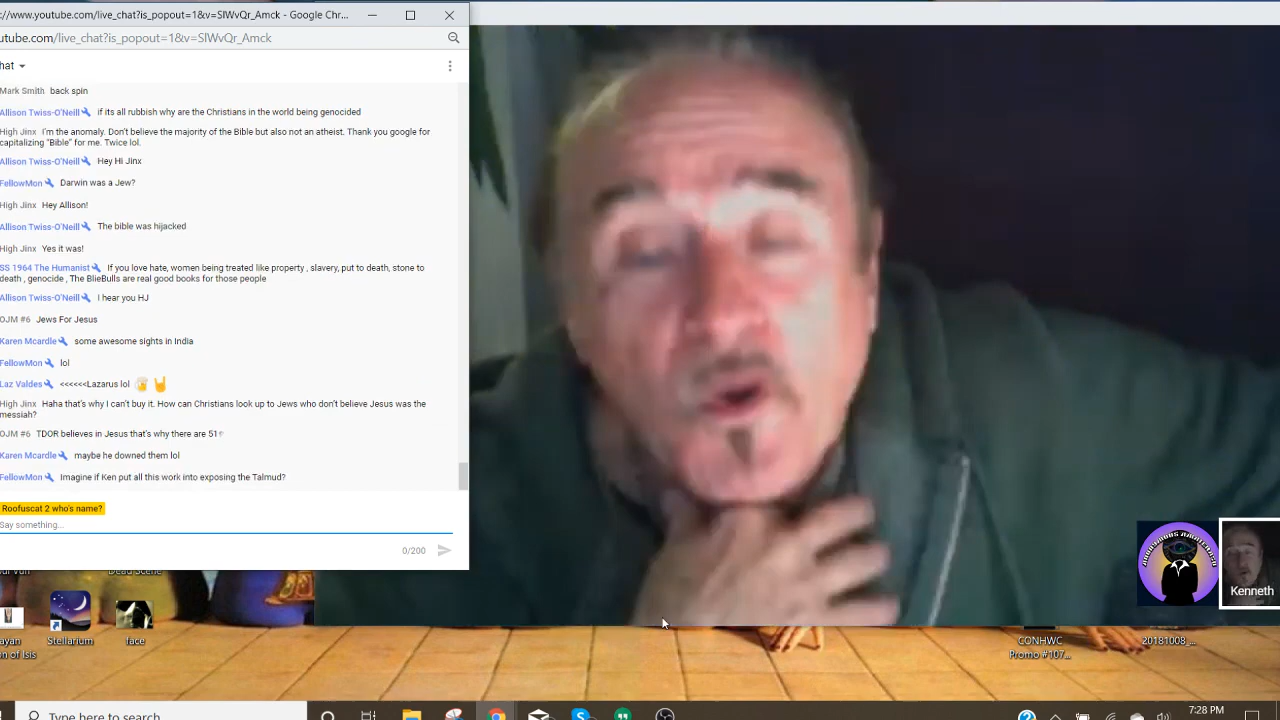 ://www.youtube.com/live_chat?is_popout=1&v=SlWvQr_Amck - Google Chr...
utube.com/live_chat?is_popout=1&v=SlWvQr_Amck
hat
Mark Smith back spin
Allison Twiss-O'Neill if its all rubbish why are the Christians in the world being genocided
High Jinx I'm the anomaly. Don't believe the majority of the Bible but also not an atheist. Thank you google for
capitalizing "Bible" for me. Twice lol.
Allison Twiss-O'Neill Hey Hi Jinx
FellowMon Darwin was a Jew?
High Jinx Hey Allison!
Allison Twiss-O'Neill The bible was hijacked
High Jinx Yes it was!
SS 1964 The Humanist If you love hate, women being treated like property , slavery, put to death, stone to
death , genocide , The BlieBulls are real good books for those people
Allison Twiss-O'Neill I hear you HJ
OJM #6 Jews For Jesus
Karen Mcardle some awesome sights in India
FellowMon lol
Laz Valdes <<<<<<Lazarus lol
High Jinx Haha that's why I can't buy it. How can Christians look up to Jews who don't believe Jesus was the
messiah?
OJM #6 TDOR believes in Jesus that's why there are 51
Karen Mcardle maybe he downed them lol
FellowMon Imagine if Ken put all this work into exposing the Talmud?
Roofuscat 2 who's name?
Say something...
0/200
Kenneth
Dead Scene
ayan
on of Isis
Stellarium
face
CONHWC
Promo #107...
20181008_...
Type here to search
7:28 PM